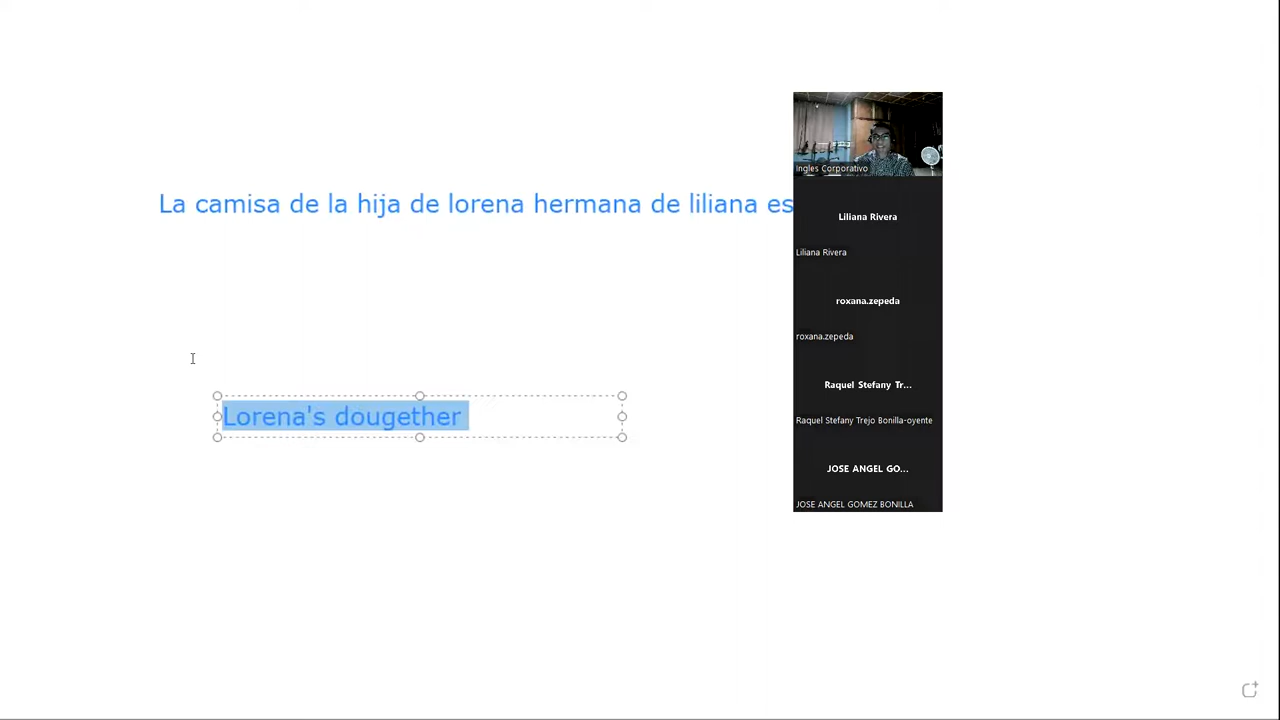 Ingles Corporativo
La camisa de la hija de lorena hermana de liliana es
Liliana Rivera
Liliana Rivera
roxana.zepeda
roxana.zepeda
Raquel Stefany Tr...
Lorena's dougether
Raquel Stefany Trejo Bonilla-oyente
JOSE ANGEL GO...
JOSE ANGEL GOMEZ BONILLA